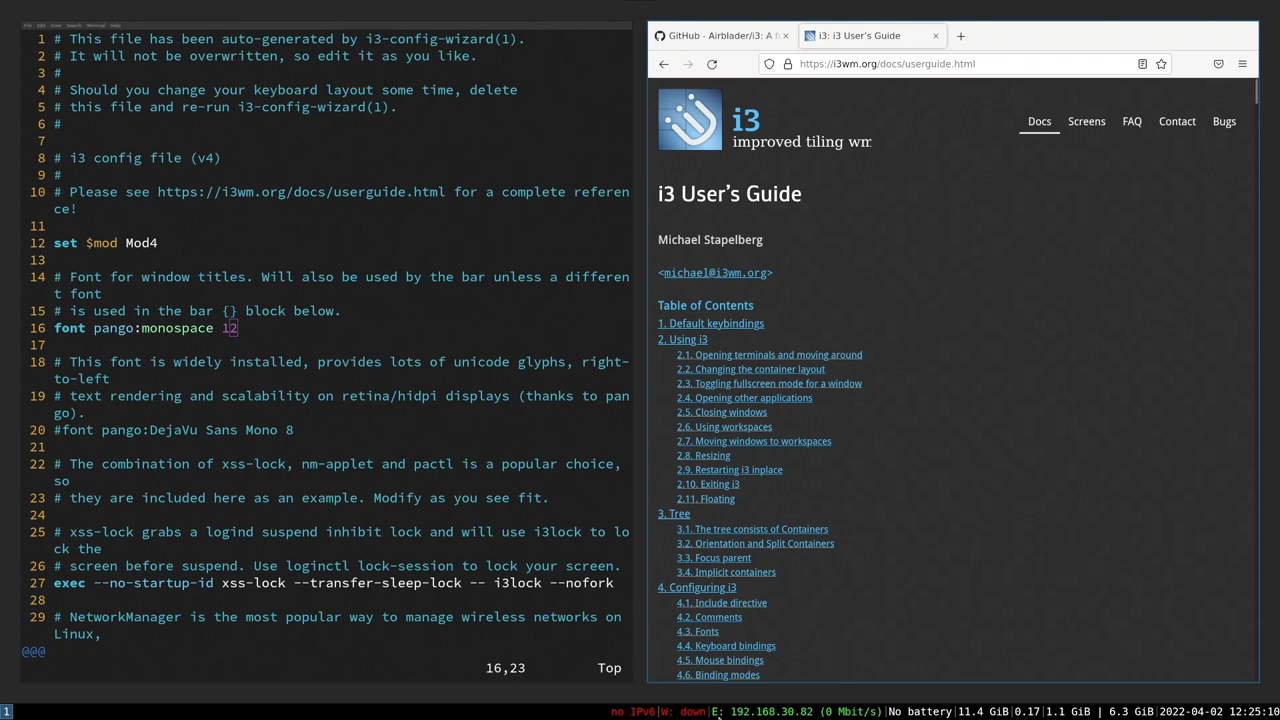 File Edit View Search Terminal Help
1 # This file has been auto-generated by i3-config-wizard(1).
2 # It will not be overwritten, so edit it as you like.
3 #
4 # Should you change your keyboard layout some time, delete
5 # this file and re-run i3-config-wizard(1).
6 #
7
8 # i3 config file (v4)
9 #
10 # Please see https://i3wm.org/docs/userguide.html for a complete referen
ce!
11
12 set $mod Mod4
13
14 # Font for window titles. Will also be used by the bar unless a differen
t font
15 # is used in the bar {} block below.
16 font pango:monospace 12
17
18 # This font is widely installed, provides lots of unicode glyphs, right-
to-left
19 # text rendering and scalability on retina/hidpi displays (thanks to pan
go).
20 #font pango:DejaVu Sans Mono 8
21
22 # The combination of xss-lock, nm-applet and pactl is a popular choice,
so
23 # they are included here as an example. Modify as you see fit.
24
25 # xss-lock grabs a logind suspend inhibit lock and will use i3lock to lo
ck the
26 # screen before suspend. Use loginctl lock-session to lock your screen.
27 exec --no-startup-id xss-lock --transfer-sleep-lock -- i3lock --nofork
28
29 # NetworkManager is the most popular way to manage wireless networks on
Linux,
@@@
16,23 Top
GitHub - Airblader/i3: A f
i3: i3 User's Guide
https://i3wm.org/docs/userguide.html
i3
improved tiling wm
Docs Screens FAQ Contact Bugs
i3 User’s Guide
Michael Stapelberg
<michael@i3wm.org>
Table of Contents
1. Default keybindings
2. Using i3
2.1. Opening terminals and moving around
2.2. Changing the container layout
2.3. Toggling fullscreen mode for a window
2.4. Opening other applications
2.5. Closing windows
2.6. Using workspaces
2.7. Moving windows to workspaces
2.8. Resizing
2.9. Restarting i3 inplace
2.10. Exiting i3
2.11. Floating
3. Tree
3.1. The tree consists of Containers
3.2. Orientation and Split Containers
3.3. Focus parent
3.4. Implicit containers
4. Configuring i3
4.1. Include directive
4.2. Comments
4.3. Fonts
4.4. Keyboard bindings
4.5. Mouse bindings
4.6. Binding modes
1 no IPv6|W: down|E: 192.168.30.82 (0 Mbit/s)|No battery|11.4 GiB|0.17|1.1 GiB | 6.3 GiB|2022-04-02 12:25:10